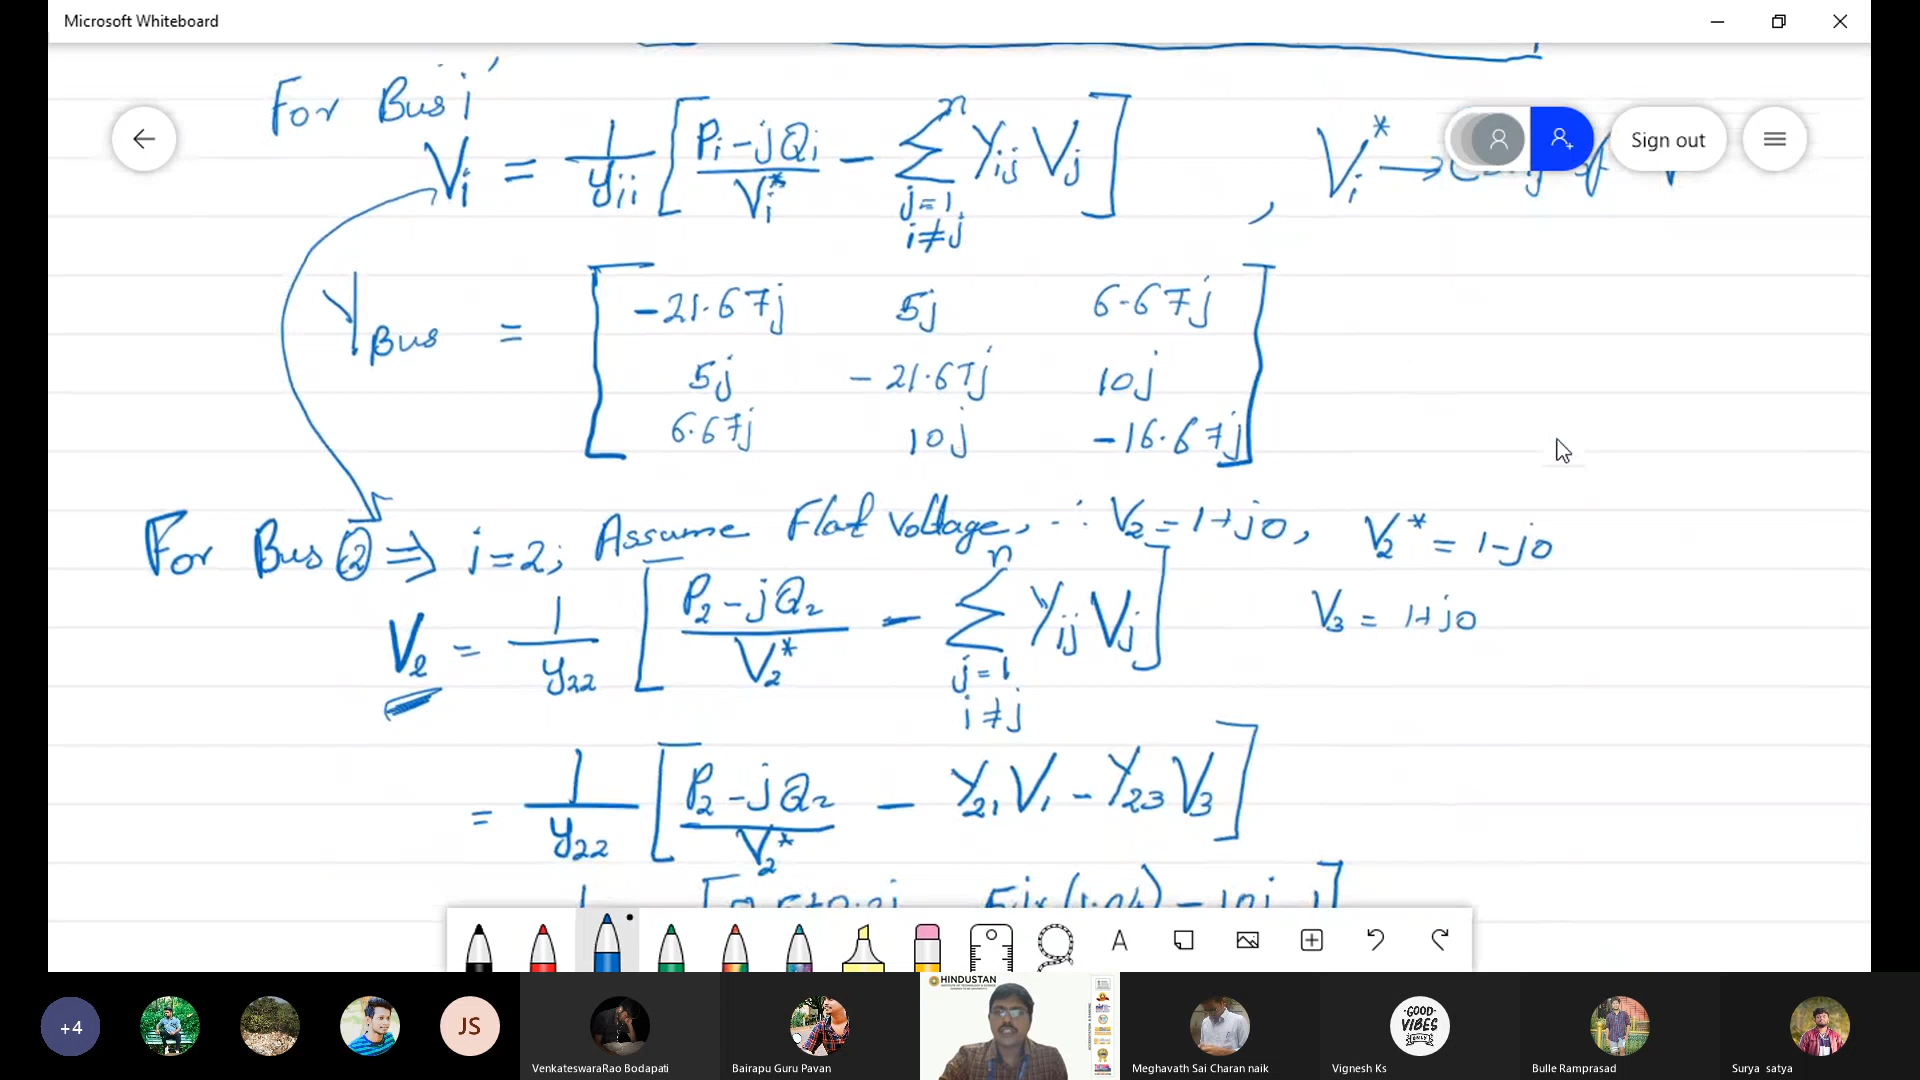 Microsoft Whiteboard
For Bus i
Vi = 1/yii [ (Pi - jQi)/Vi* - Σ(j=1, i≠j)^n Yij Vj ] , Vi* → of V
Sign out
YBus = [ -21.67j 5j 6.67j
5j -21.67j 10j
6.67j 10j -16.67j ]
For Bus ② ⇒ i=2; Assume Flat Voltage, ∴ V2 = 1+j0, V2* = 1-j0
V2 = 1/y22 [ (P2 - jQ2)/V2* - Σ(j=1, i≠j)^n Yij Vj ] V3 = 1+j0
= 1/y22 [ (P2 - jQ2)/V2* - Y21 V1 - Y23 V3 ]
A
+4
JS
HINDUSTAN
GOOD
VIBES
ONLY
VenkateswaraRao Bodapati
Bairapu Guru Pavan
Meghavath Sai Charan naik
Vignesh Ks
Bulle Ramprasad
Surya satya